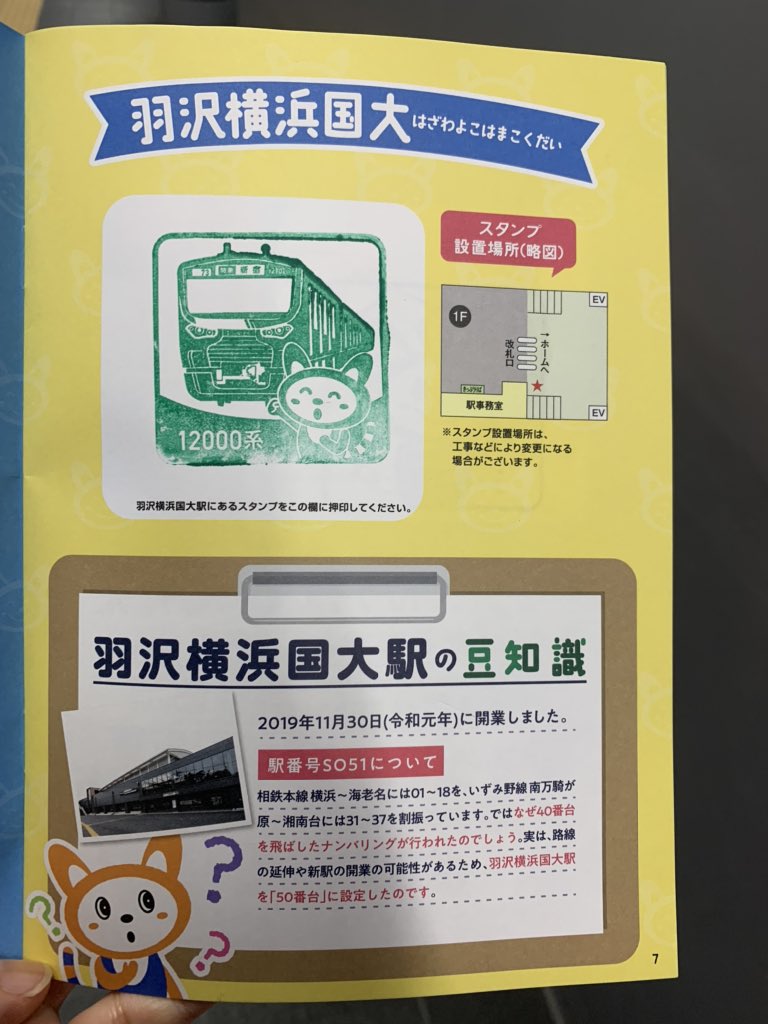 羽沢横浜国大 はざわよこはまこくだい
スタンプ
設置場所(略図)
73 特急 新宿
12000系
1F
EV
→ホームへ
改札口
駅事務室
EV
※スタンプ設置場所は、
工事などにより変更になる
場合がございます。
羽沢横浜国大駅にあるスタンプをこの欄に押印してください。
羽沢横浜国大駅の豆知識
2019年11月30日(令和元年)に開業しました。
駅番号SO51について
相鉄本線 横浜～海老名には01～18を、いずみ野線 南万騎が
原～湘南台には31～37を割振っています。ではなぜ40番台
を飛ばしたナンバリングが行われたのでしょう。実は、路線
の延伸や新駅の開業の可能性があるため、羽沢横浜国大駅
を「50番台」に設定したのです。
7